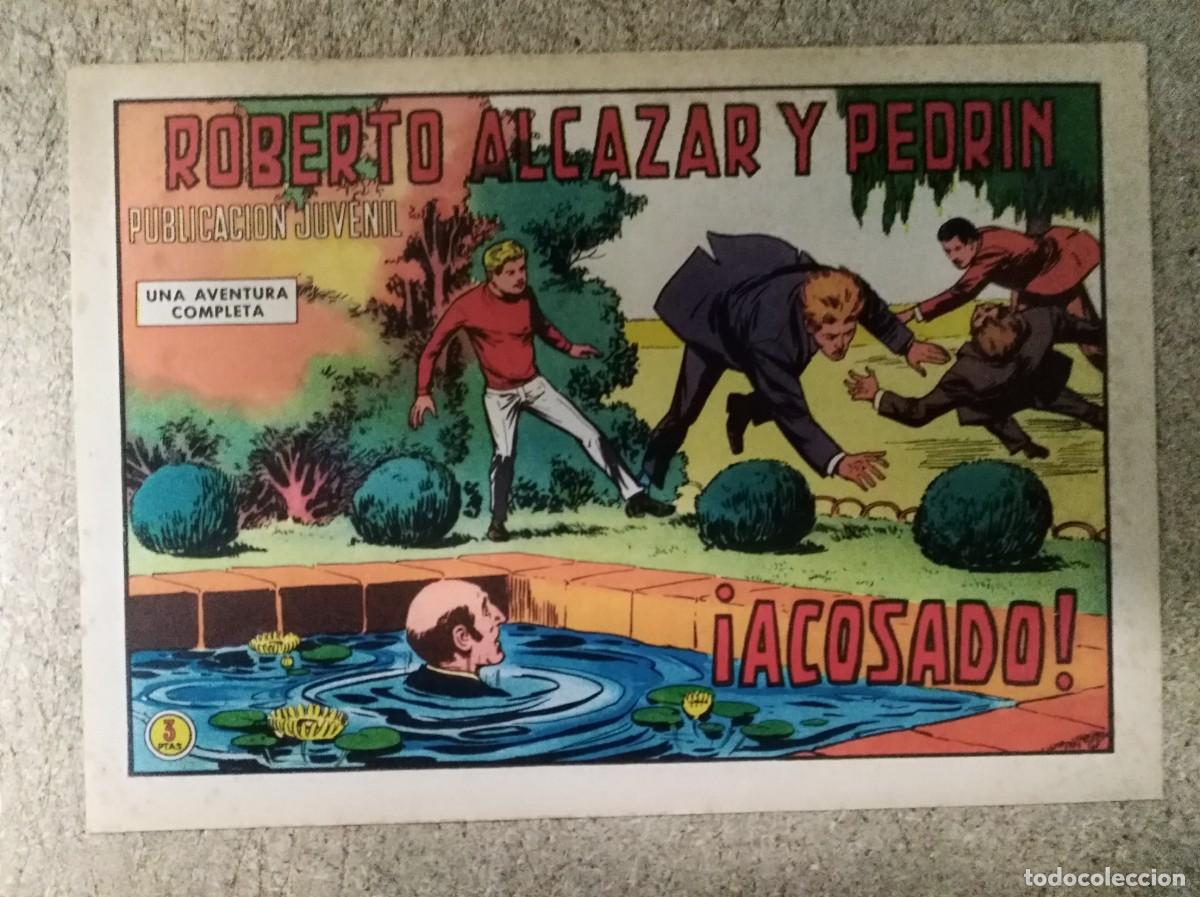 ROBERTO ALCAZAR Y PEDRIN
PUBLICACION JUVENIL
UNA AVENTURA
COMPLETA
¡ACOSADO!
3
PTAS
todocoleccion